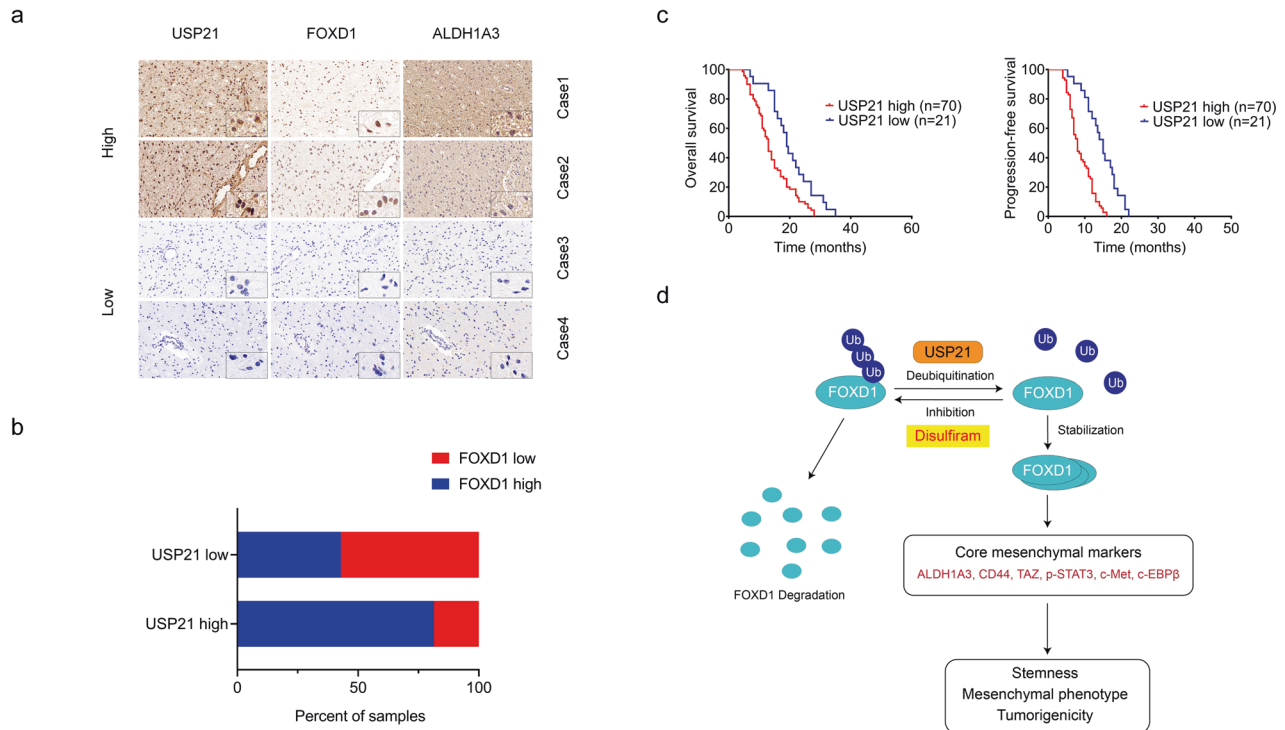 a
USP21
FOXD1
ALDH1A3
High
Low
Case1
Case2
Case3
Case4
b
FOXD1 low
FOXD1 high
USP21 low
USP21 high
0
50
100
Percent of samples
c
Overall survival
100
80
60
40
20
0
0
20
40
60
Time (months)
USP21 high (n=70)
USP21 low (n=21)
Progression-free survival
100
80
60
40
20
0
0
10
20
30
40
50
Time (months)
USP21 high (n=70)
USP21 low (n=21)
d
Ub
Ub
Ub
FOXD1
USP21
Deubiquitination
Inhibition
Disulfiram
Ub
Ub
Ub
FOXD1
Stabilization
FOXD1
FOXD1 Degradation
Core mesenchymal markers
ALDH1A3, CD44, TAZ, p-STAT3, c-Met, c-EBPβ
Stemness
Mesenchymal phenotype
Tumorigenicity